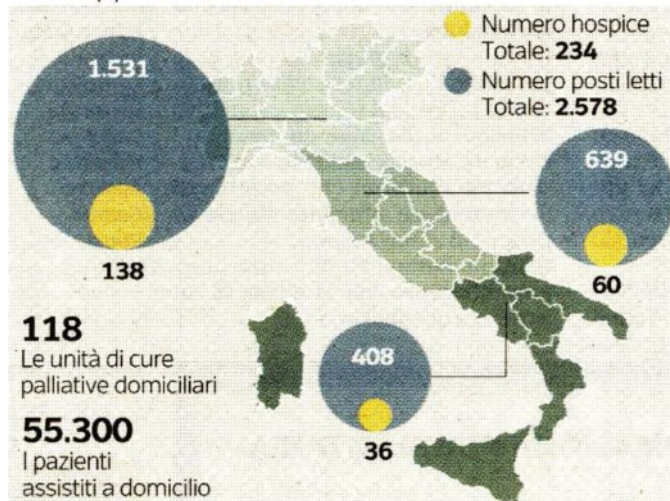 Numero hospice
Totale: 234
Numero posti letti
Totale: 2.578
1.531
138
639
60
408
36
118
Le unità di cure
palliative domiciliari
55.300
I pazienti
assistiti a domicilio